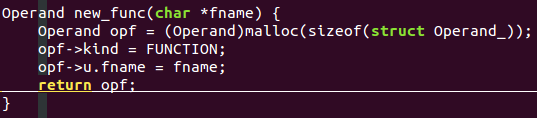 Operand new_func(char *fname) {
    Operand opf = (Operand)malloc(sizeof(struct Operand_));
    opf->kind = FUNCTION;
    opf->u.fname = fname;
    return opf;
}